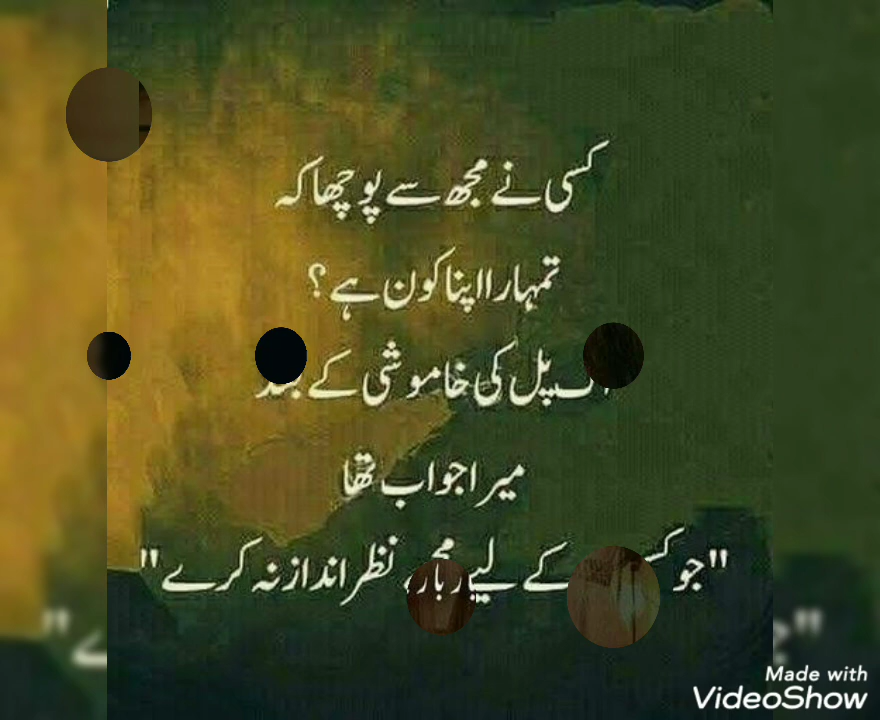 کسی نے مجھ سے پوچھا کہ
تمہارا اپنا کون ہے ؟
پل کی خاموشی کے
میرا جواب تھا
"جو کے لیے نظر انداز نہ کرے"
Made with
VideoShow